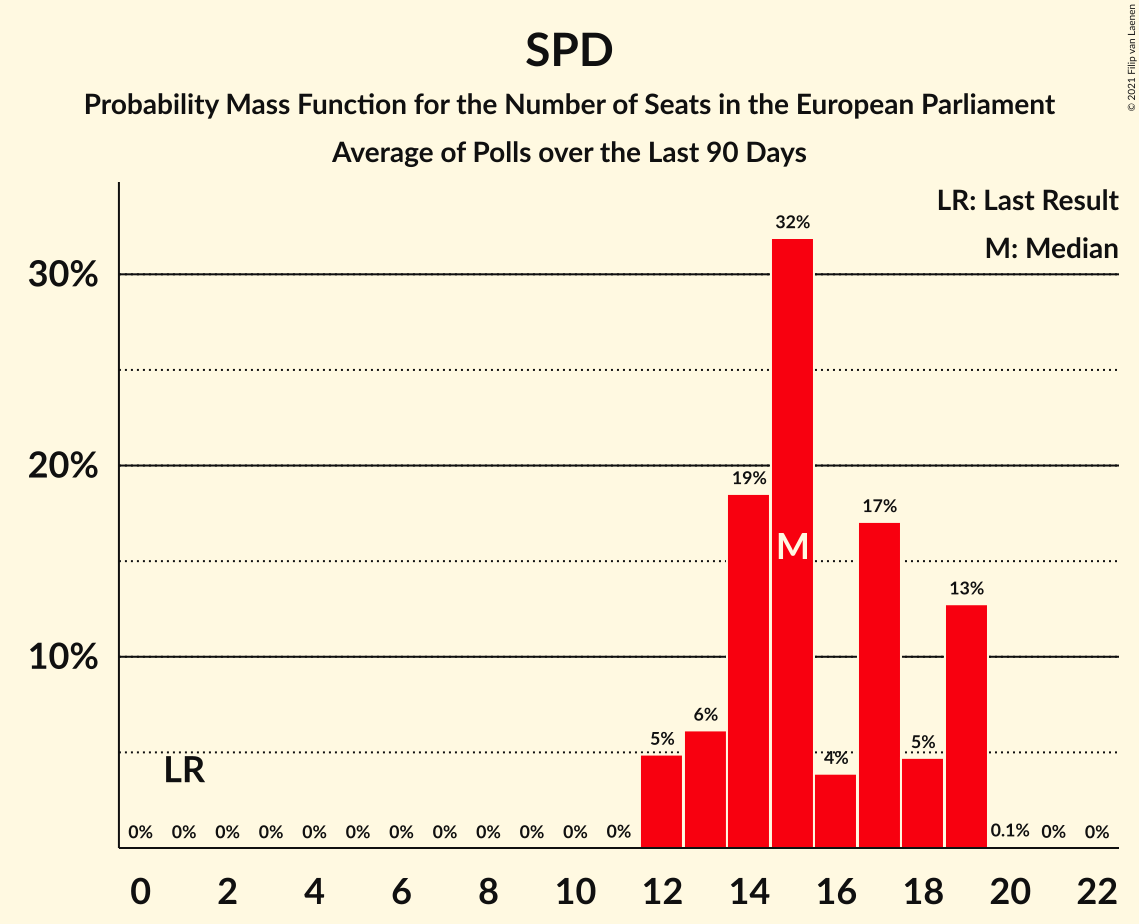 SPD
Probability Mass Function for the Number of Seats in the European Parliament
Average of Polls over the Last 90 Days
© 2021 Filip van Laenen
LR: Last Result
M: Median
30%
20%
10%
32%
19%
17%
13%
6%
5%
4%
5%
M
LR
0% 0% 0% 0% 0% 0% 0% 0% 0% 0% 0% 0% 0.1% 0% 0%
0 2 4 6 8 10 12 14 16 18 20 22